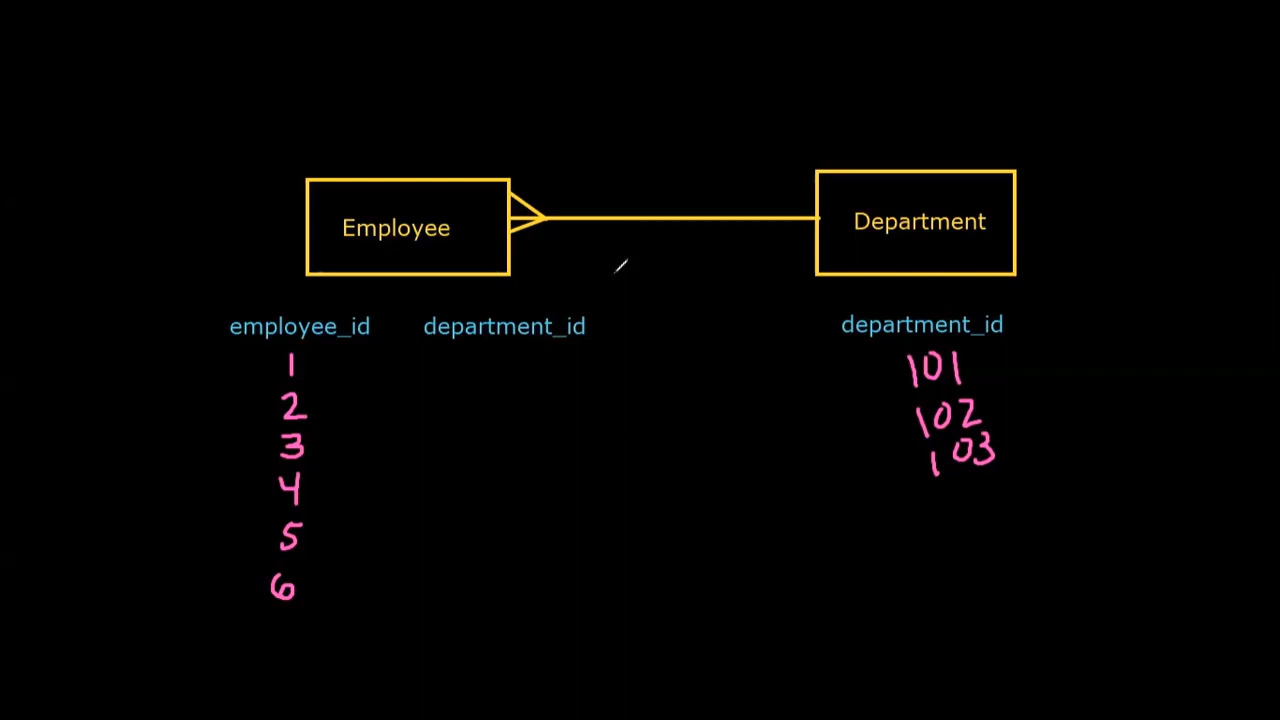 Employee
Department
employee_id department_id
department_id
1
2
3
4
5
6
101
102
103